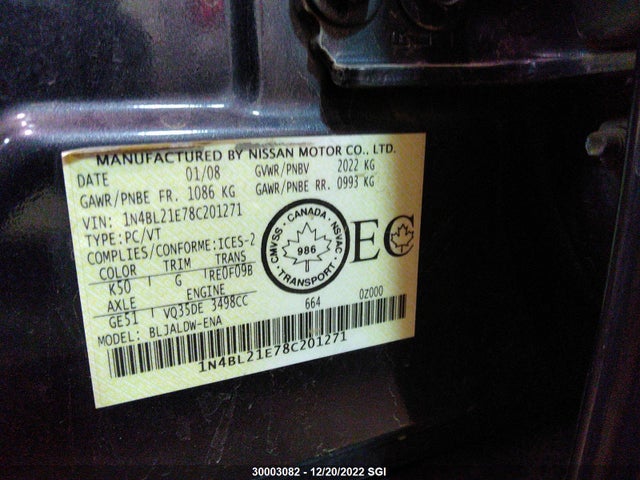 MANUFACTURED BY NISSAN MOTOR CO., LTD.
DATE 01/08 GVWR/PNBV 2022 KG
GAWR/PNBE FR. 1086 KG GAWR/PNBE RR. 0993 KG
VIN: 1N4BL21E78C201271
TYPE: PC/VT
COMPLIES/CONFORME: ICES-2
COLOR TRIM TRANS
K50 G RE0F09B
AXLE ENGINE
GE51 VQ35DE 3498CC
MODEL: BLJALDW-ENA 664 0Z000
CMVSS · CANADA · NSVAC · TRANSPORT ·
986
EC
1N4BL21E78C201271
30003082 - 12/20/2022 SGI